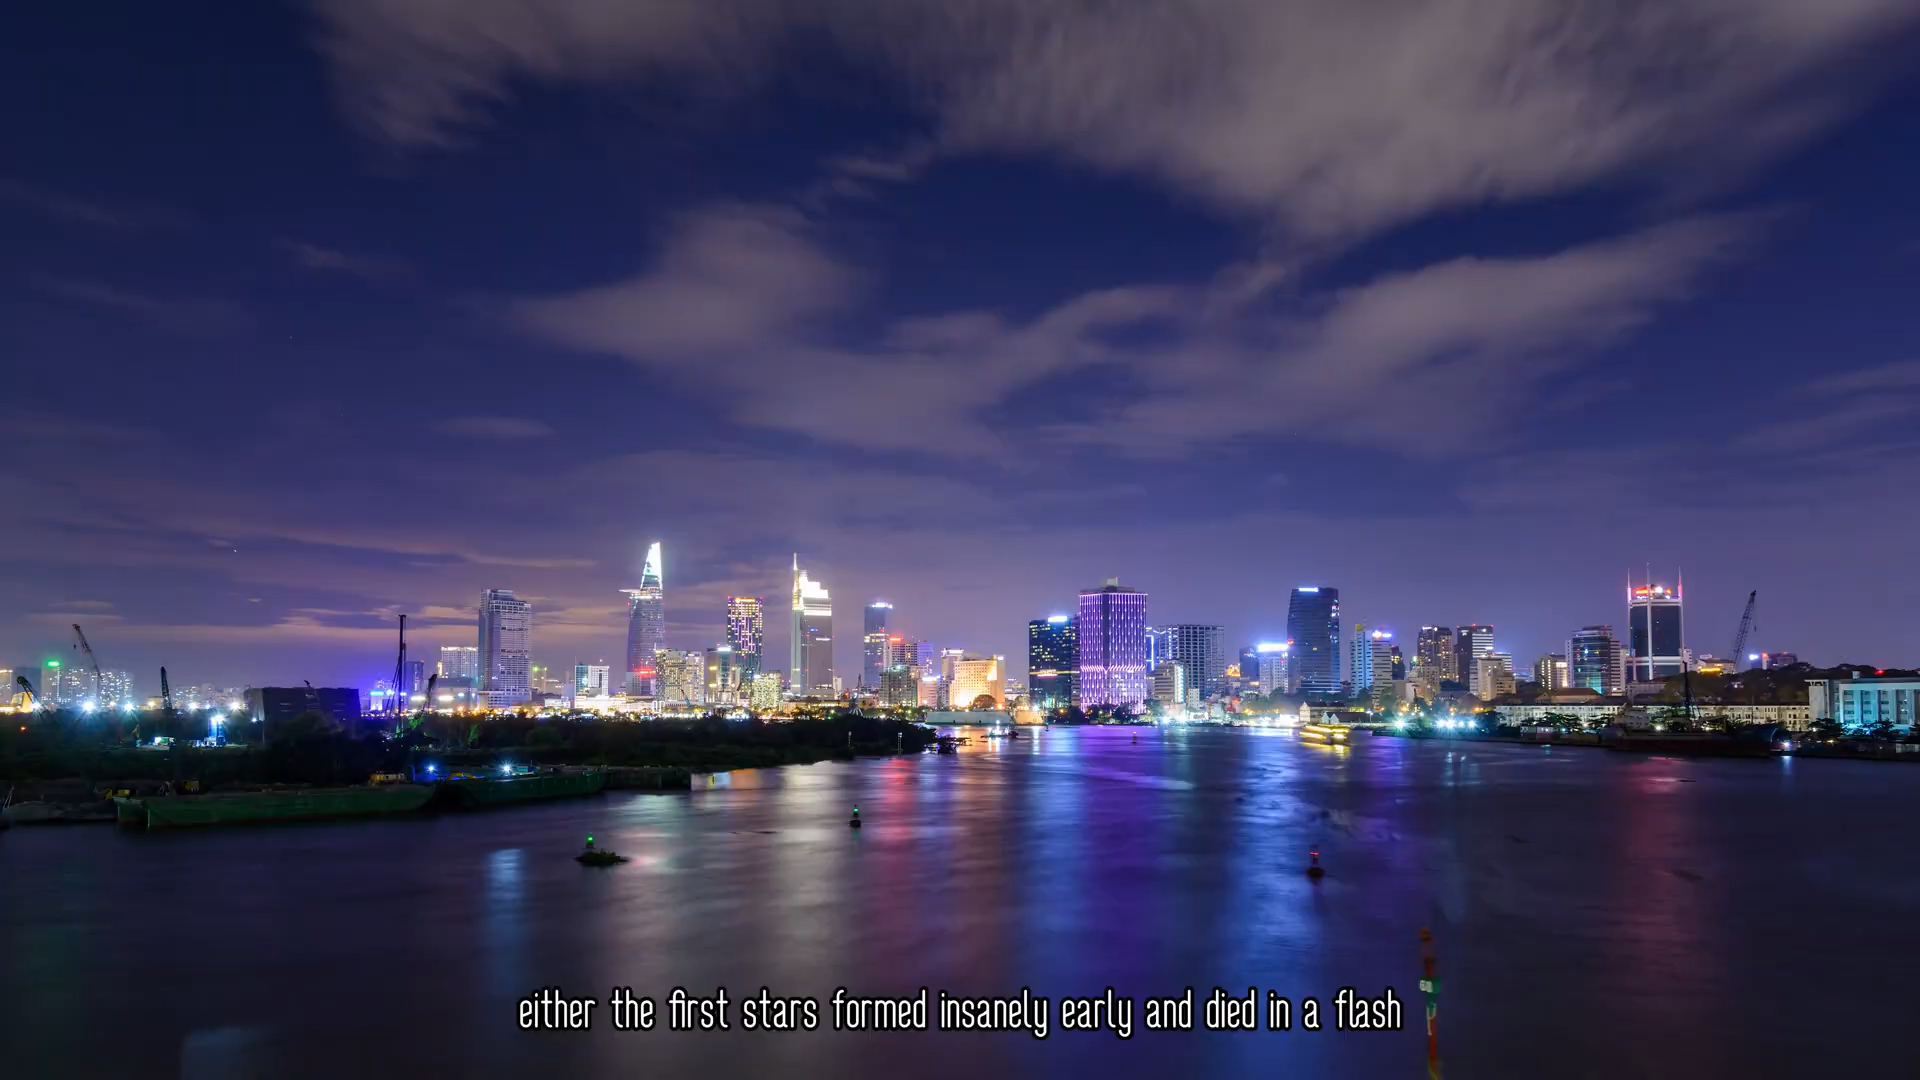 either the first stars formed insanely early and died in a flash